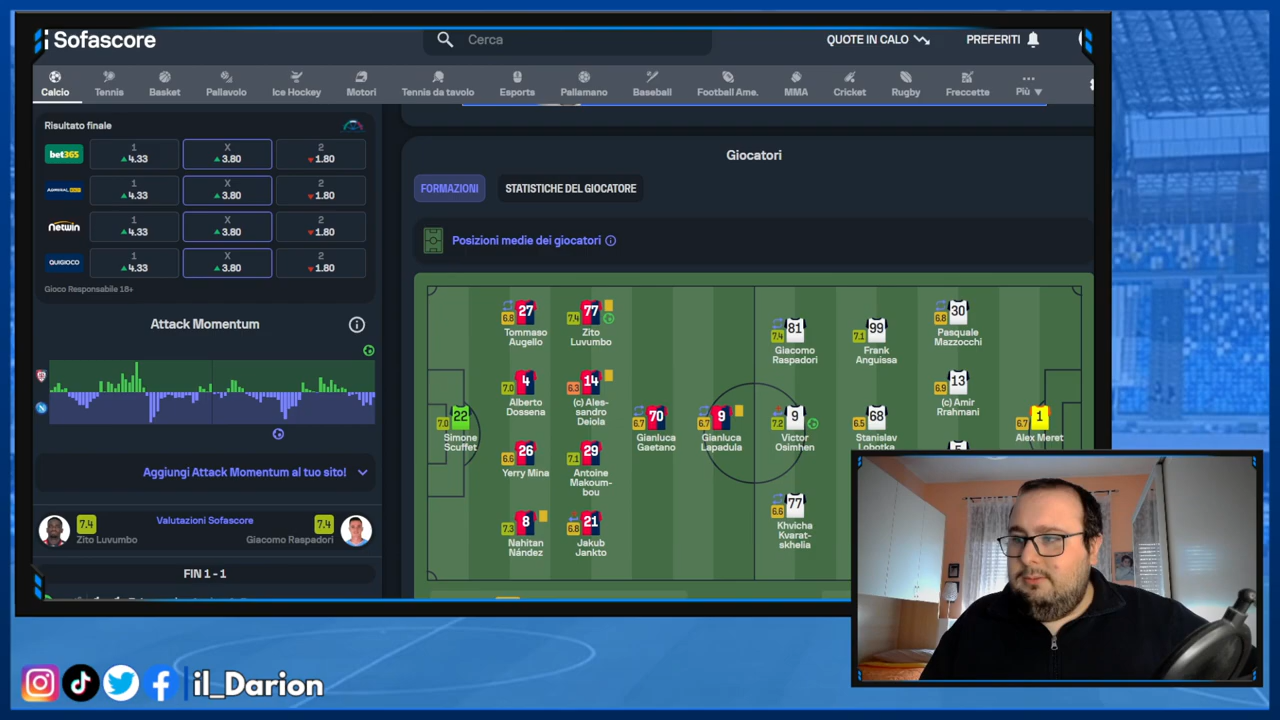 Sofascore
Cerca
QUOTE IN CALO
PREFERITI
Calcio
Tennis
Basket
Pallavolo
Ice Hockey
Motori
Tennis da tavolo
Esports
Pallamano
Baseball
Football Ame.
MMA
Cricket
Rugby
Freccette
Più
Risultato finale
bet365
1
4.33
X
3.80
2
1.80
ADMIRAL BET
1
4.33
X
3.80
2
1.80
netwin
1
4.33
X
3.80
2
1.80
QUIGIOCO
1
4.33
X
3.80
2
1.80
Gioco Responsabile 18+
Attack Momentum
Aggiungi Attack Momentum al tuo sito!
7.4
Zito Luvumbo
Valutazioni Sofascore
7.4
Giacomo Raspadori
FIN 1 - 1
Giocatori
FORMAZIONI
STATISTICHE DEL GIOCATORE
Posizioni medie dei giocatori
22
7.0
Simone
Scuffet
27
6.8
Tommaso
Augello
4
7.0
Alberto
Dossena
26
6.6
Yerry Mina
8
7.3
Nahitan
Nández
77
7.4
Zito
Luvumbo
14
6.3
(c) Ales-
sandro
Deiola
29
7.1
Antoine
Makoum-
bou
21
6.8
Jakub
Jankto
70
6.7
Gianluca
Gaetano
9
6.7
Gianluca
Lapadula
81
7.4
Giacomo
Raspadori
9
7.2
Victor
Osimhen
77
6.6
Khvicha
Kvarat-
skhelia
99
7.1
Frank
Anguissa
68
6.5
Stanislav
Lobotka
30
6.8
Pasquale
Mazzocchi
13
6.9
(c) Amir
Rrahmani
1
6.7
Alex Meret
il_Darion